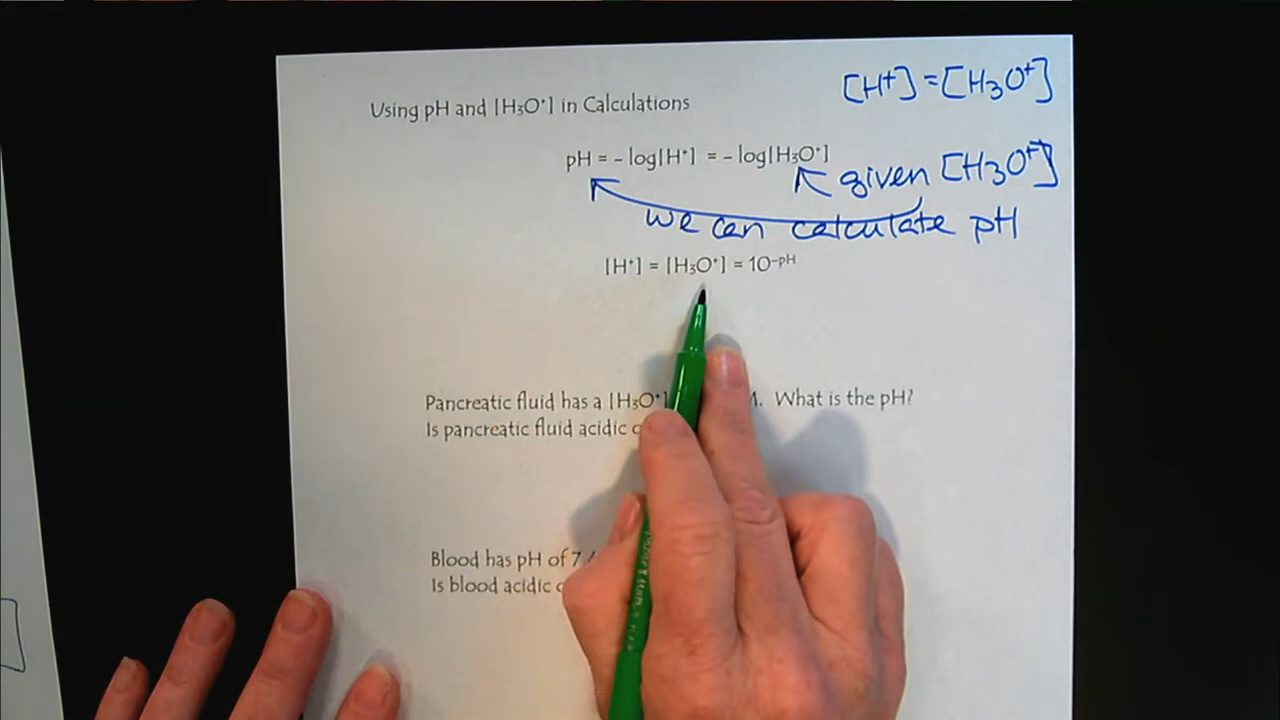 [H+] = [H3O+]
Using pH and [H₃O⁺] in Calculations
pH = - log[H⁺] = - log[H₃O⁺]
given [H3O+]
we can calculate pH
[H⁺] = [H₃O⁺] = 10⁻ᵖᴴ
Pancreatic fluid has a [H₃O⁺] M. What is the pH?
Is pancreatic fluid acidic
Blood has pH of 7.
Is blood acidic